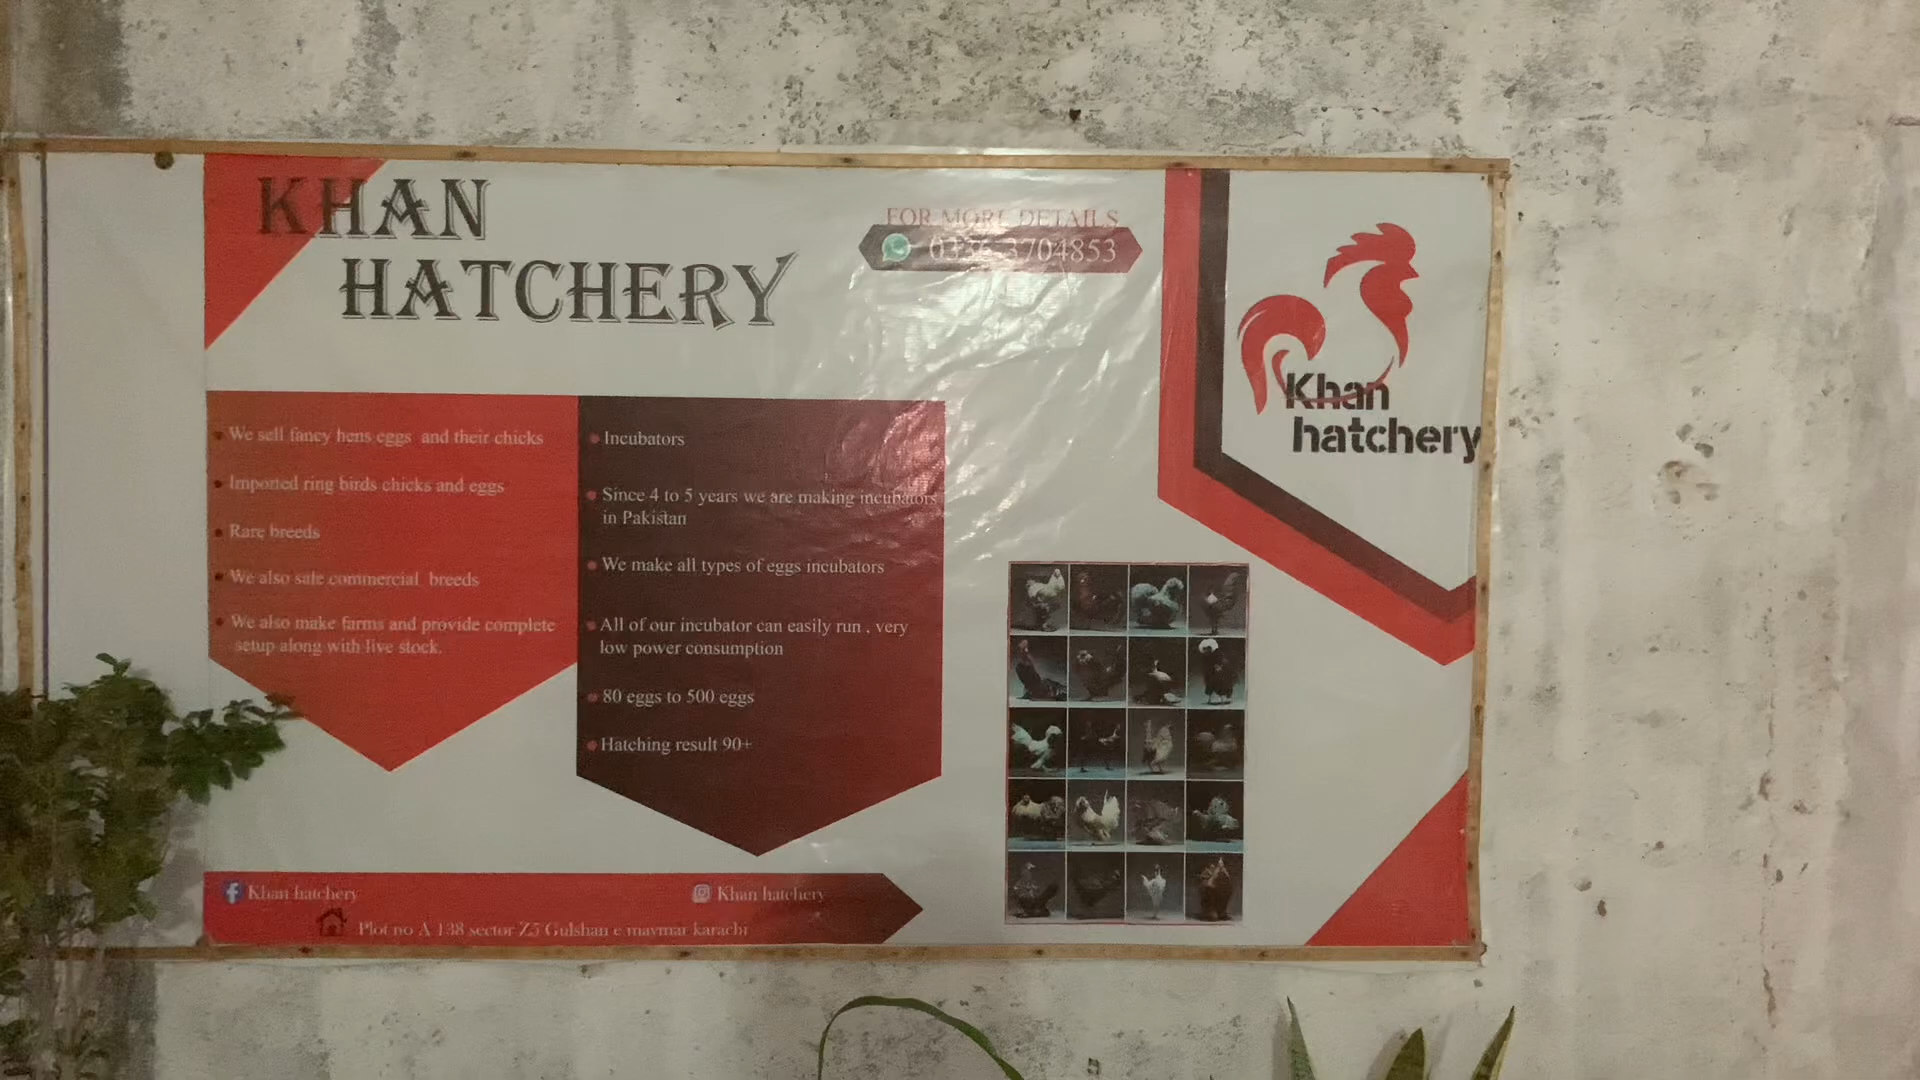 KHAN
HATCHERY
FOR MORE DETAILS
Khan
hatchery
We sell fancy hens eggs and their chicks
Imported ring birds chicks and eggs
Rare breeds
We also sale commercial breeds
We also make farms and provide complete
setup along with live stock.
Incubators
Since 4 to 5 years we are making incubators
in Pakistan
We make all types of eggs incubators
All of our incubator can easily run , very
low power consumption
80 eggs to 500 eggs
Hatching result 90+
Khan hatchery
Khan hatchery
Plot no A 138 sector Z5 Gulshan e maymar karachi